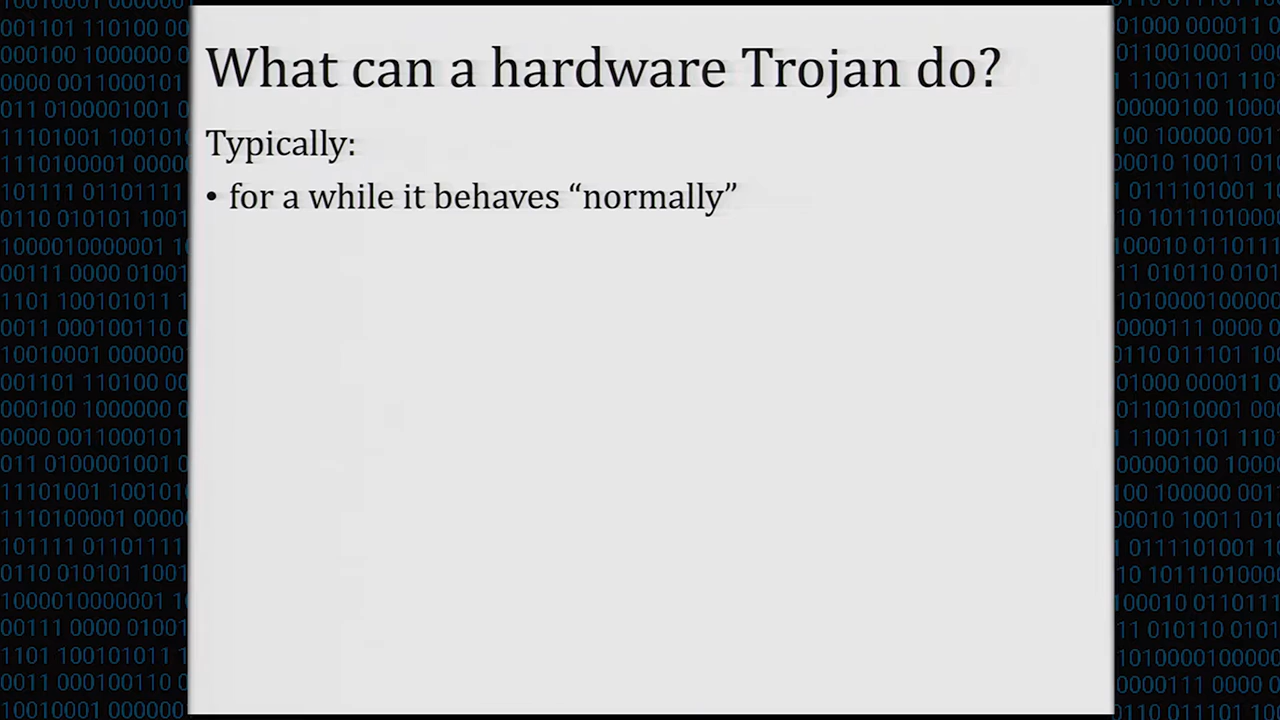 What can a hardware Trojan do?
Typically:
• for a while it behaves “normally”